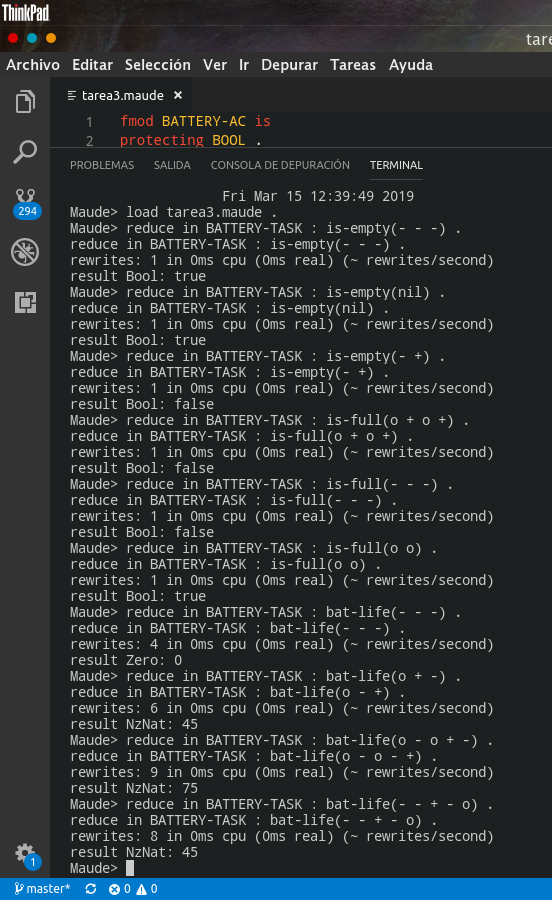 ThinkPad
tare
Archivo Editar Selección Ver Ir Depurar Tareas Ayuda
tarea3.maude ×
1 fmod BATTERY-AC is
2 protecting BOOL .
PROBLEMAS SALIDA CONSOLA DE DEPURACIÓN TERMINAL
Fri Mar 15 12:39:49 2019
Maude> load tarea3.maude .
Maude> reduce in BATTERY-TASK : is-empty(- - -) .
reduce in BATTERY-TASK : is-empty(- - -) .
rewrites: 1 in 0ms cpu (0ms real) (~ rewrites/second)
result Bool: true
Maude> reduce in BATTERY-TASK : is-empty(nil) .
reduce in BATTERY-TASK : is-empty(nil) .
rewrites: 1 in 0ms cpu (0ms real) (~ rewrites/second)
result Bool: true
Maude> reduce in BATTERY-TASK : is-empty(- +) .
reduce in BATTERY-TASK : is-empty(- +) .
rewrites: 1 in 0ms cpu (0ms real) (~ rewrites/second)
result Bool: false
Maude> reduce in BATTERY-TASK : is-full(o + o +) .
reduce in BATTERY-TASK : is-full(o + o +) .
rewrites: 1 in 0ms cpu (0ms real) (~ rewrites/second)
result Bool: false
Maude> reduce in BATTERY-TASK : is-full(- - -) .
reduce in BATTERY-TASK : is-full(- - -) .
rewrites: 1 in 0ms cpu (0ms real) (~ rewrites/second)
result Bool: false
Maude> reduce in BATTERY-TASK : is-full(o o) .
reduce in BATTERY-TASK : is-full(o o) .
rewrites: 1 in 0ms cpu (0ms real) (~ rewrites/second)
result Bool: true
Maude> reduce in BATTERY-TASK : bat-life(- - -) .
reduce in BATTERY-TASK : bat-life(- - -) .
rewrites: 4 in 0ms cpu (0ms real) (~ rewrites/second)
result Zero: 0
Maude> reduce in BATTERY-TASK : bat-life(o + -) .
reduce in BATTERY-TASK : bat-life(o - +) .
rewrites: 6 in 0ms cpu (0ms real) (~ rewrites/second)
result NzNat: 45
Maude> reduce in BATTERY-TASK : bat-life(o - o + -) .
reduce in BATTERY-TASK : bat-life(o - o - +) .
rewrites: 9 in 0ms cpu (0ms real) (~ rewrites/second)
result NzNat: 75
Maude> reduce in BATTERY-TASK : bat-life(- - + - o) .
reduce in BATTERY-TASK : bat-life(- - + - o) .
rewrites: 8 in 0ms cpu (0ms real) (~ rewrites/second)
result NzNat: 45
Maude>
294
1
master* 0 0